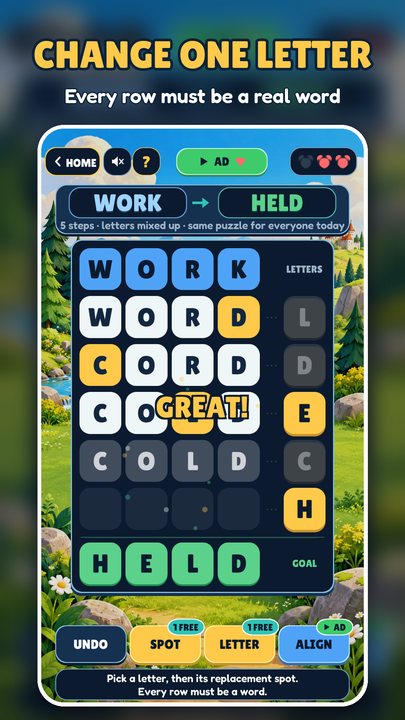 CHANGE ONE LETTER
Every row must be a real word
HOME ? AD
WORK → HELD
5 steps · letters mixed up · same puzzle for everyone today
W O R K LETTERS
W O R D L
C O R D D
C O GREAT! E
C O L D C
H
H E L D GOAL
1 FREE 1 FREE AD
UNDO SPOT LETTER ALIGN
Pick a letter, then its replacement spot.
Every row must be a word.